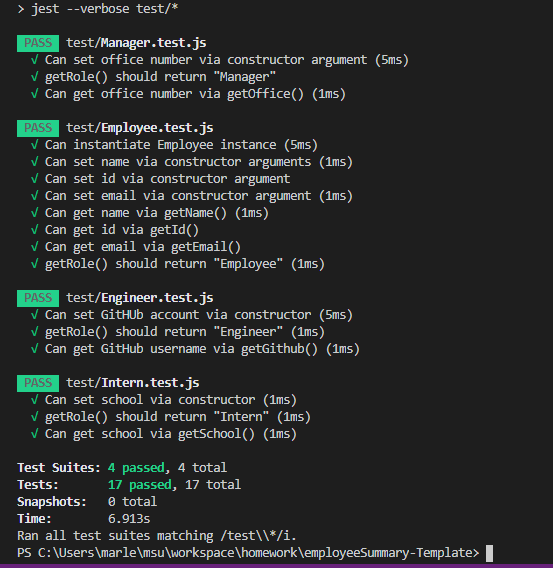 > jest --verbose test/*
PASS test/Manager.test.js
√ Can set office number via constructor argument (5ms)
√ getRole() should return "Manager"
√ Can get office number via getOffice() (1ms)
PASS test/Employee.test.js
√ Can instantiate Employee instance (5ms)
√ Can set name via constructor arguments (1ms)
√ Can set id via constructor argument
√ Can set email via constructor argument (1ms)
√ Can get name via getName() (1ms)
√ Can get id via getId()
√ Can get email via getEmail()
√ getRole() should return "Employee" (1ms)
PASS test/Engineer.test.js
√ Can set GitHUb account via constructor (5ms)
√ getRole() should return "Engineer" (1ms)
√ Can get GitHub username via getGithub() (1ms)
PASS test/Intern.test.js
√ Can set school via constructor (1ms)
√ getRole() should return "Intern" (1ms)
√ Can get school via getSchool() (1ms)
Test Suites: 4 passed, 4 total
Tests: 17 passed, 17 total
Snapshots: 0 total
Time: 6.913s
Ran all test suites matching /test\\*/i.
PS C:\Users\marle\msu\workspace\homework\employeeSummary-Template>